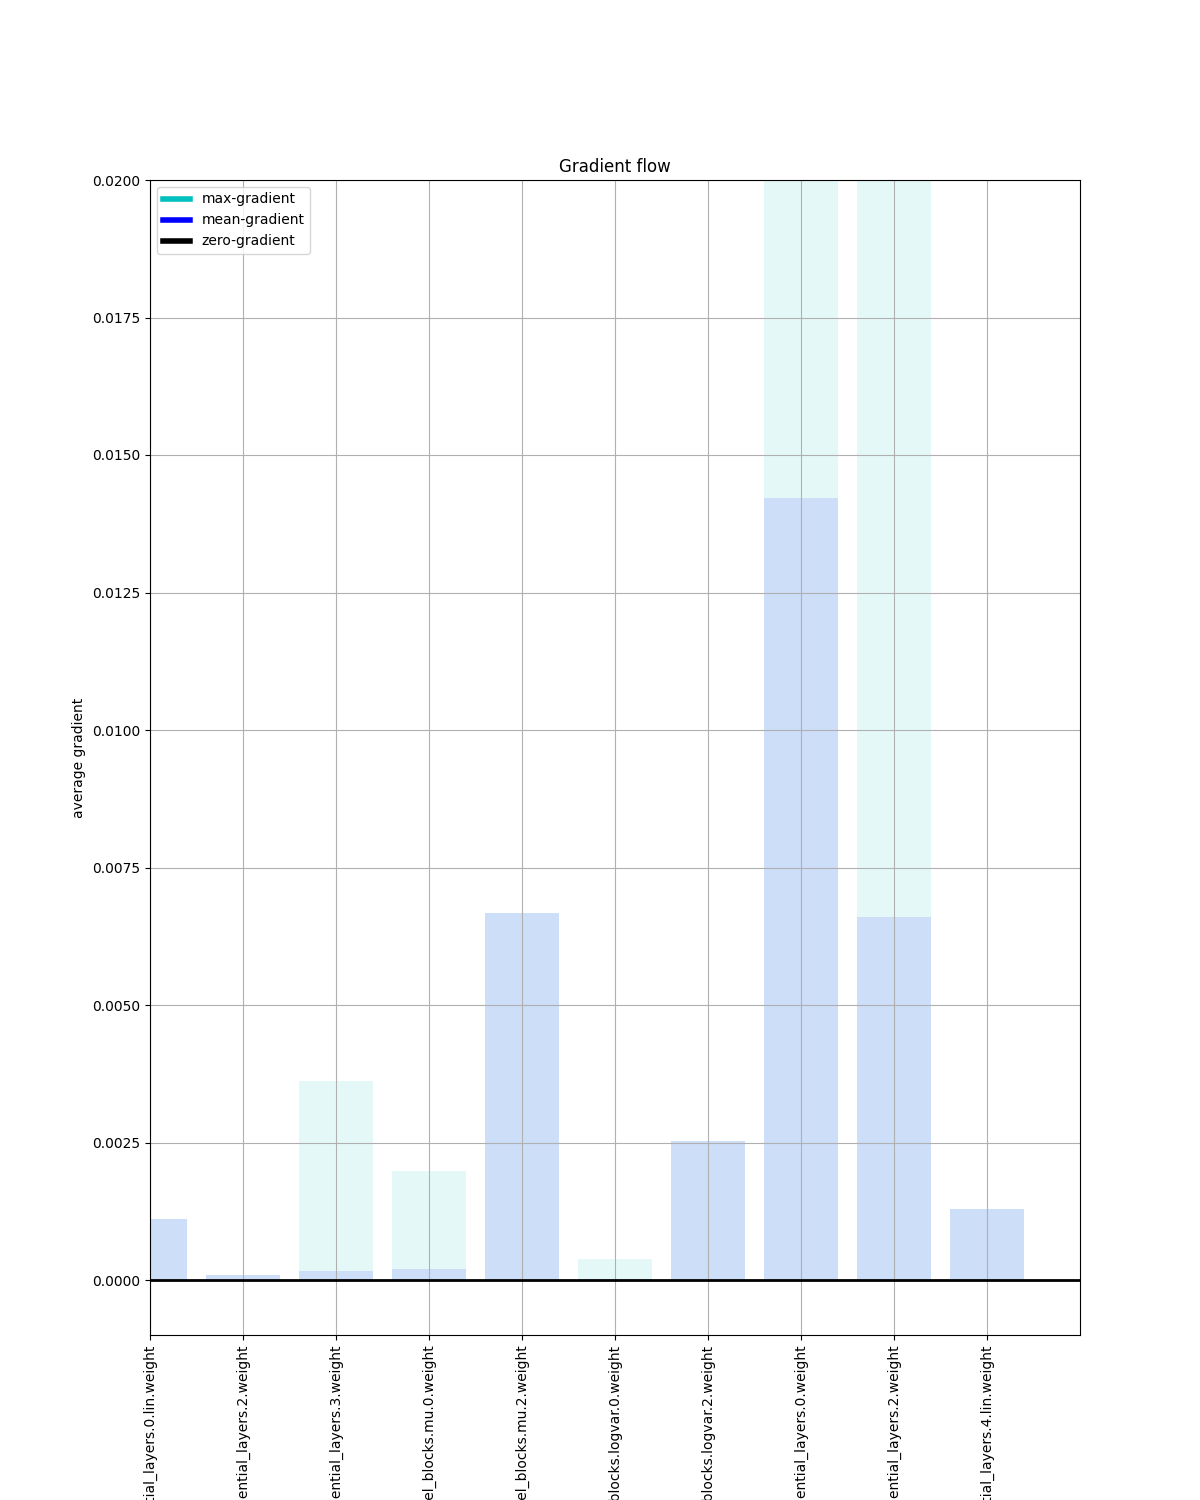 Gradient flow
max-gradient
mean-gradient
zero-gradient
average gradient
0.0200
0.0175
0.0150
0.0125
0.0100
0.0075
0.0050
0.0025
0.0000
tial_layers.0.lin.weight
ential_layers.2.weight
ential_layers.3.weight
el_blocks.mu.0.weight
el_blocks.mu.2.weight
blocks.logvar.0.weight
blocks.logvar.2.weight
ential_layers.0.weight
ential_layers.2.weight
tial_layers.4.lin.weight